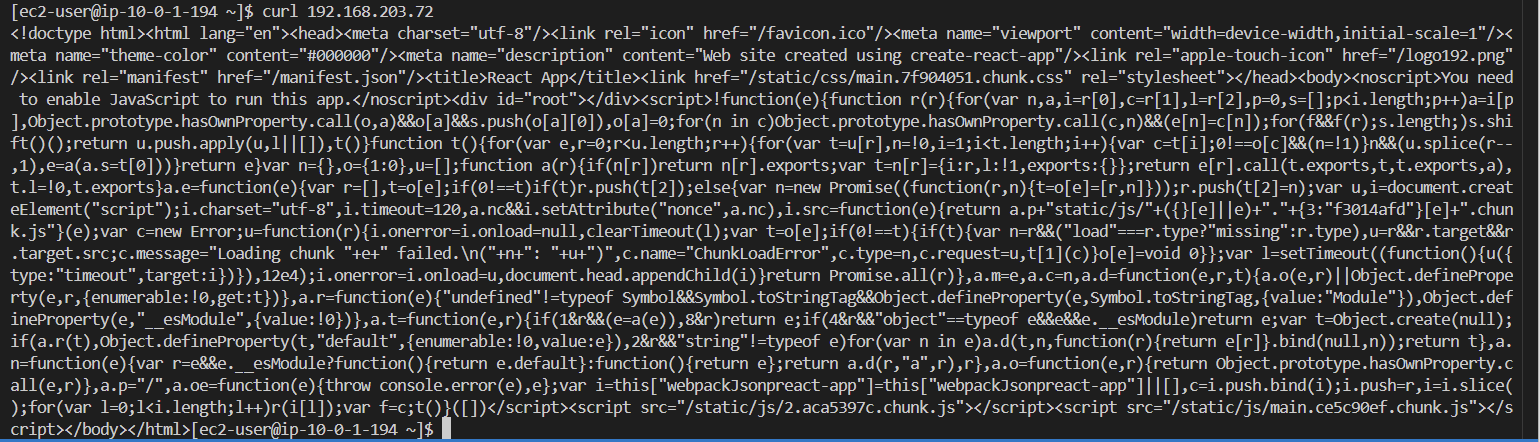 [ec2-user@ip-10-0-1-194 ~]$ curl 192.168.203.72
<!doctype html><html lang="en"><head><meta charset="utf-8"/><link rel="icon" href="/favicon.ico"/><meta name="viewport" content="width=device-width,initial-scale=1"/><
meta name="theme-color" content="#000000"/><meta name="description" content="Web site created using create-react-app"/><link rel="apple-touch-icon" href="/logo192.png"
/><link rel="manifest" href="/manifest.json"/><title>React App</title><link href="/static/css/main.7f904051.chunk.css" rel="stylesheet"></head><body><noscript>You need
 to enable JavaScript to run this app.</noscript><div id="root"></div><script>!function(e){function r(r){for(var n,a,i=r[0],c=r[1],l=r[2],p=0,s=[];p<i.length;p++)a=i[p
],Object.prototype.hasOwnProperty.call(o,a)&&o[a]&&s.push(o[a][0]),o[a]=0;for(n in c)Object.prototype.hasOwnProperty.call(c,n)&&(e[n]=c[n]);for(f&&f(r);s.length;)s.shi
ft()();return u.push.apply(u,l||[]),t()}function t(){for(var e,r=0;r<u.length;r++){for(var t=u[r],n=!0,i=1;i<t.length;i++){var c=t[i];0!==o[c]&&(n=!1)}n&&(u.splice(r--
,1),e=a(a.s=t[0]))}return e}var n={},o={1:0},u=[];function a(r){if(n[r])return n[r].exports;var t=n[r]={i:r,l:!1,exports:{}};return e[r].call(t.exports,t,t.exports,a),
t.l=!0,t.exports}a.e=function(e){var r=[],t=o[e];if(0!==t)if(t)r.push(t[2]);else{var n=new Promise((function(r,n){t=o[e]=[r,n]}));r.push(t[2]=n);var u,i=document.creat
eElement("script");i.charset="utf-8",i.timeout=120,a.nc&&i.setAttribute("nonce",a.nc),i.src=function(e){return a.p+"static/js/"+({}[e]||e)+"."+{3:"f3014afd"}[e]+".chun
k.js"}(e);var c=new Error;u=function(r){i.onerror=i.onload=null,clearTimeout(l);var t=o[e];if(0!==t){if(t){var n=r&&("load"===r.type?"missing":r.type),u=r&&r.target&&r
.target.src;c.message="Loading chunk "+e+" failed.\n("+n+": "+u+")",c.name="ChunkLoadError",c.type=n,c.request=u,t[1](c)}o[e]=void 0}};var l=setTimeout((function(){u({
type:"timeout",target:i})}),12e4);i.onerror=i.onload=u,document.head.appendChild(i)}return Promise.all(r)},a.m=e,a.c=n,a.d=function(e,r,t){a.o(e,r)||Object.definePrope
rty(e,r,{enumerable:!0,get:t})},a.r=function(e){"undefined"!=typeof Symbol&&Symbol.toStringTag&&Object.defineProperty(e,Symbol.toStringTag,{value:"Module"}),Object.def
ineProperty(e,"__esModule",{value:!0})},a.t=function(e,r){if(1&r&&(e=a(e)),8&r)return e;if(4&r&&"object"==typeof e&&e&&e.__esModule)return e;var t=Object.create(null);
if(a.r(t),Object.defineProperty(t,"default",{enumerable:!0,value:e}),2&r&&"string"!=typeof e)for(var n in e)a.d(t,n,function(r){return e[r]}.bind(null,n));return t},a.
n=function(e){var r=e&&e.__esModule?function(){return e.default}:function(){return e};return a.d(r,"a",r),r},a.o=function(e,r){return Object.prototype.hasOwnProperty.c
all(e,r)},a.p="/",a.oe=function(e){throw console.error(e),e};var i=this["webpackJsonpreact-app"]=this["webpackJsonpreact-app"]||[],c=i.push.bind(i);i.push=r,i=i.slice(
);for(var l=0;l<i.length;l++)r(i[l]);var f=c;t()}([])</script><script src="/static/js/2.aca5397c.chunk.js"></script><script src="/static/js/main.ce5c90ef.chunk.js"></s
cript></body></html>[ec2-user@ip-10-0-1-194 ~]$